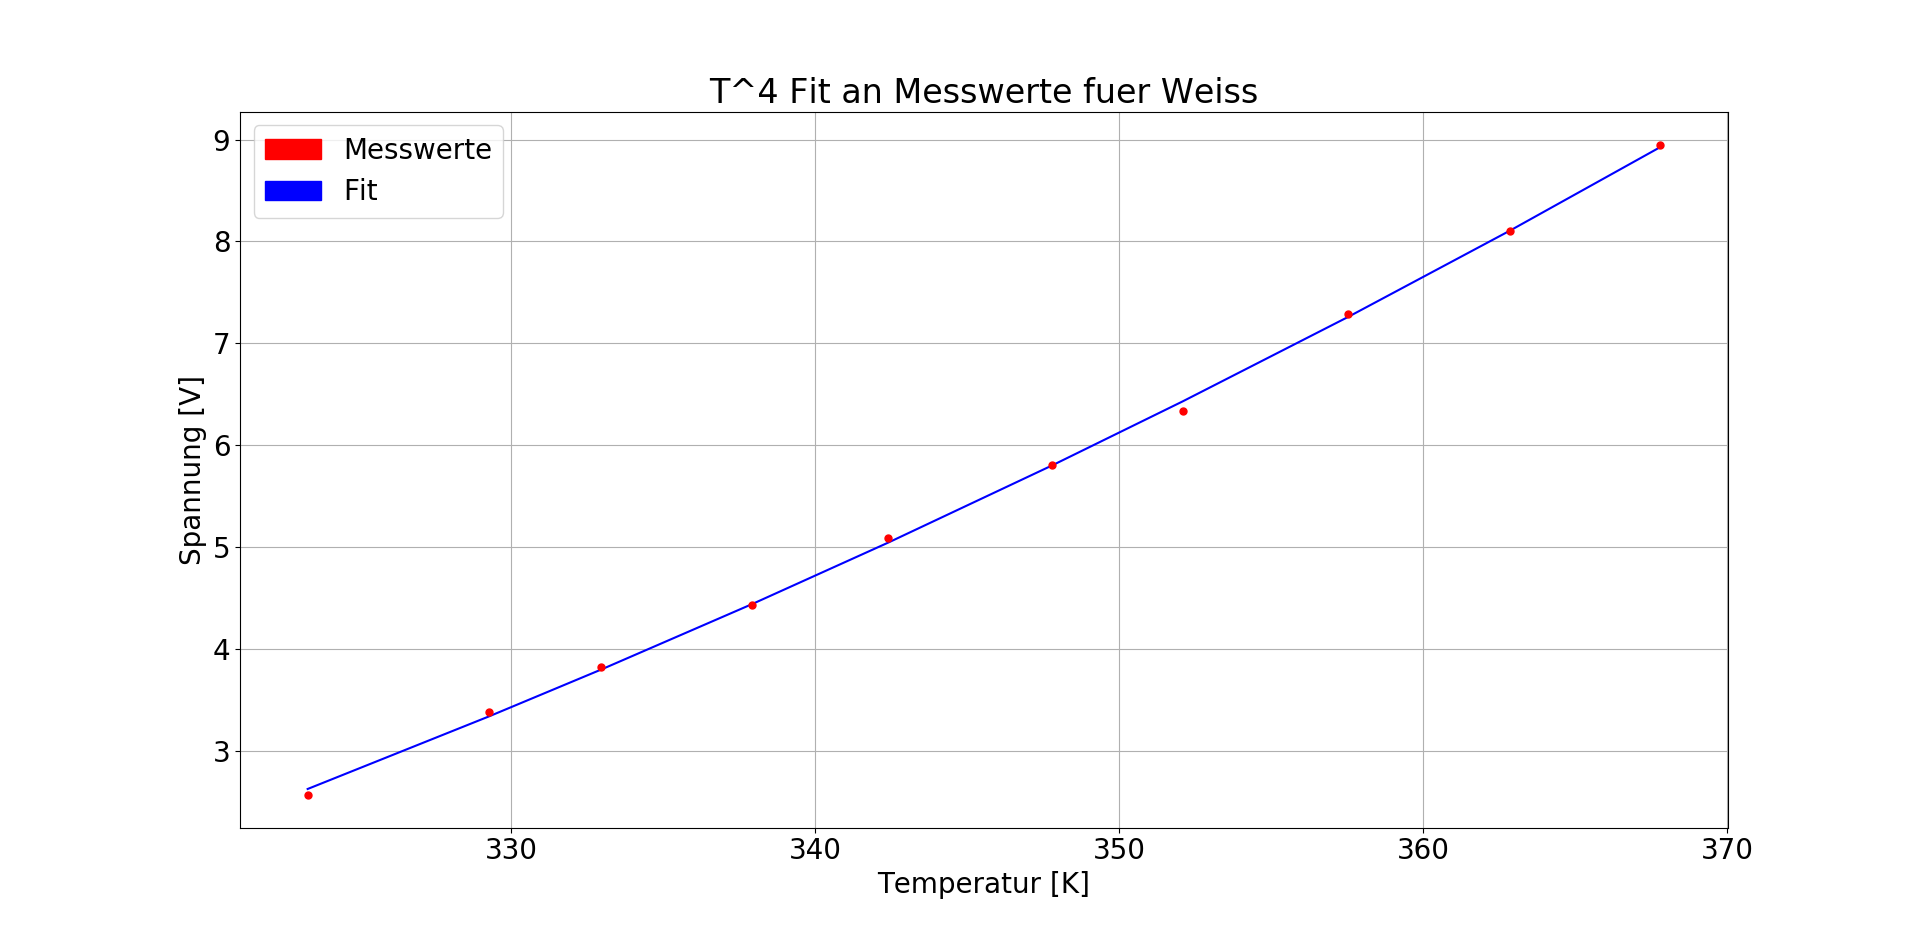 T^4 Fit an Messwerte fuer Weiss
Messwerte
Fit
9
8
7
6
5
4
3
Spannung [V]
330 340 350 360 370
Temperatur [K]